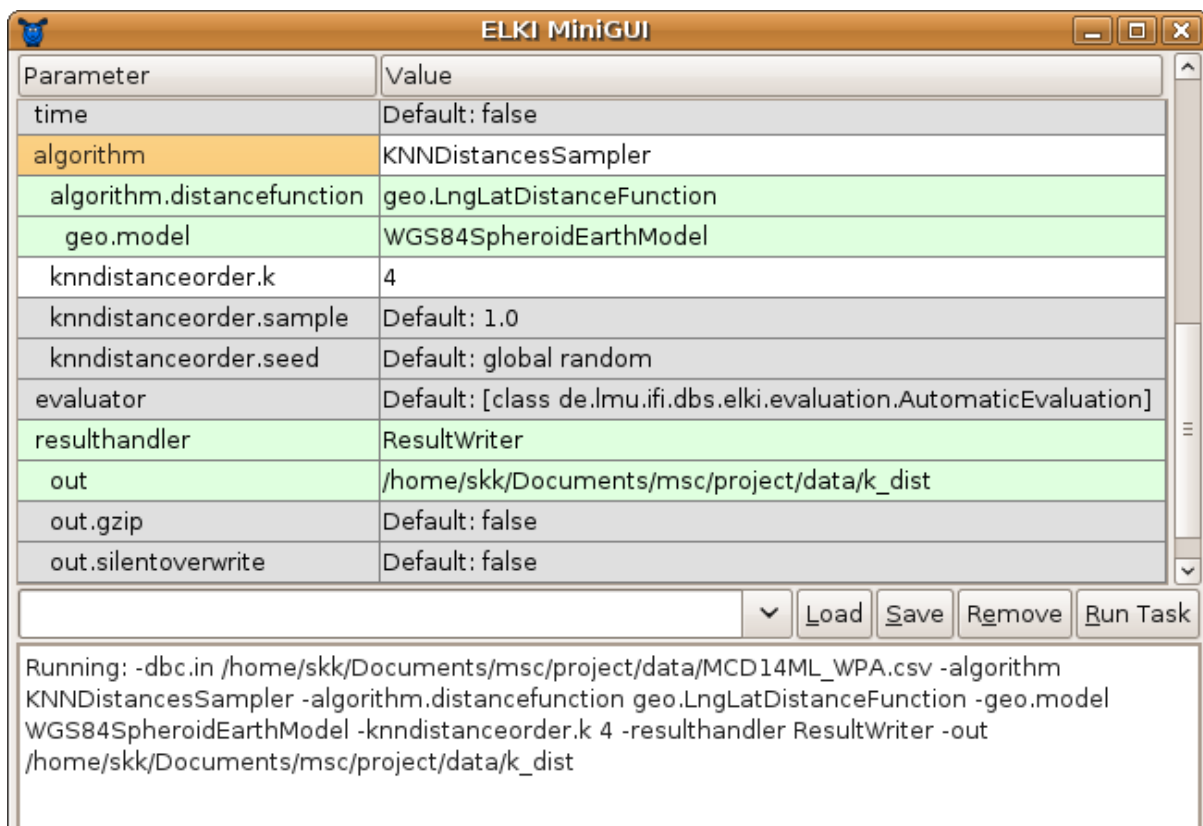 ELKI MiniGUI
Parameter Value
time Default: false
algorithm KNNDistancesSampler
algorithm.distancefunction geo.LngLatDistanceFunction
geo.model WGS84SpheroidEarthModel
knndistanceorder.k 4
knndistanceorder.sample Default: 1.0
knndistanceorder.seed Default: global random
evaluator Default: [class de.lmu.ifi.dbs.elki.evaluation.AutomaticEvaluation]
resulthandler ResultWriter
out /home/skk/Documents/msc/project/data/k_dist
out.gzip Default: false
out.silentoverwrite Default: false
Load Save Remove Run Task
Running: -dbc.in /home/skk/Documents/msc/project/data/MCD14ML_WPA.csv -algorithm
KNNDistancesSampler -algorithm.distancefunction geo.LngLatDistanceFunction -geo.model
WGS84SpheroidEarthModel -knndistanceorder.k 4 -resulthandler ResultWriter -out
/home/skk/Documents/msc/project/data/k_dist